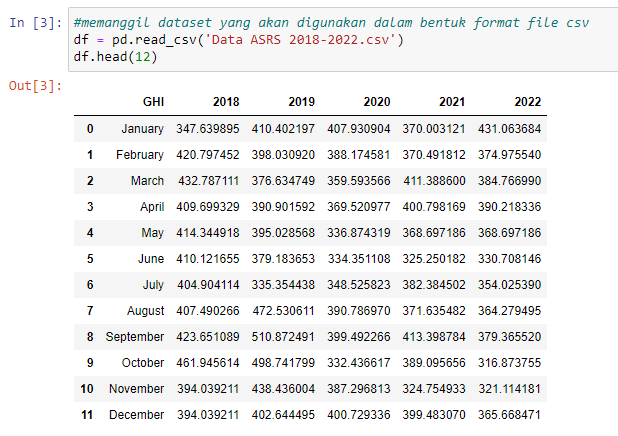 In [3]: #memanggil dataset yang akan digunakan dalam bentuk format file csv
df = pd.read_csv('Data ASRS 2018-2022.csv')
df.head(12)
Out[3]:
GHI 2018 2019 2020 2021 2022
0 January 347.639895 410.402197 407.930904 370.003121 431.063684
1 February 420.797452 398.030920 388.174581 370.491812 374.975540
2 March 432.787111 376.634749 359.593566 411.388600 384.766990
3 April 409.699329 390.901592 369.520977 400.798169 390.218336
4 May 414.344918 395.028568 336.874319 368.697186 368.697186
5 June 410.121655 379.183653 334.351108 325.250182 330.708146
6 July 404.904114 335.354438 348.525823 382.384502 354.025390
7 August 407.490266 472.530611 390.786970 371.635482 364.279495
8 September 423.651089 510.872491 399.492266 413.398784 379.365520
9 October 461.945614 498.741799 332.436617 389.095656 316.873755
10 November 394.039211 438.436004 387.296813 324.754933 321.114181
11 December 394.039211 402.644495 400.729336 399.483070 365.668471